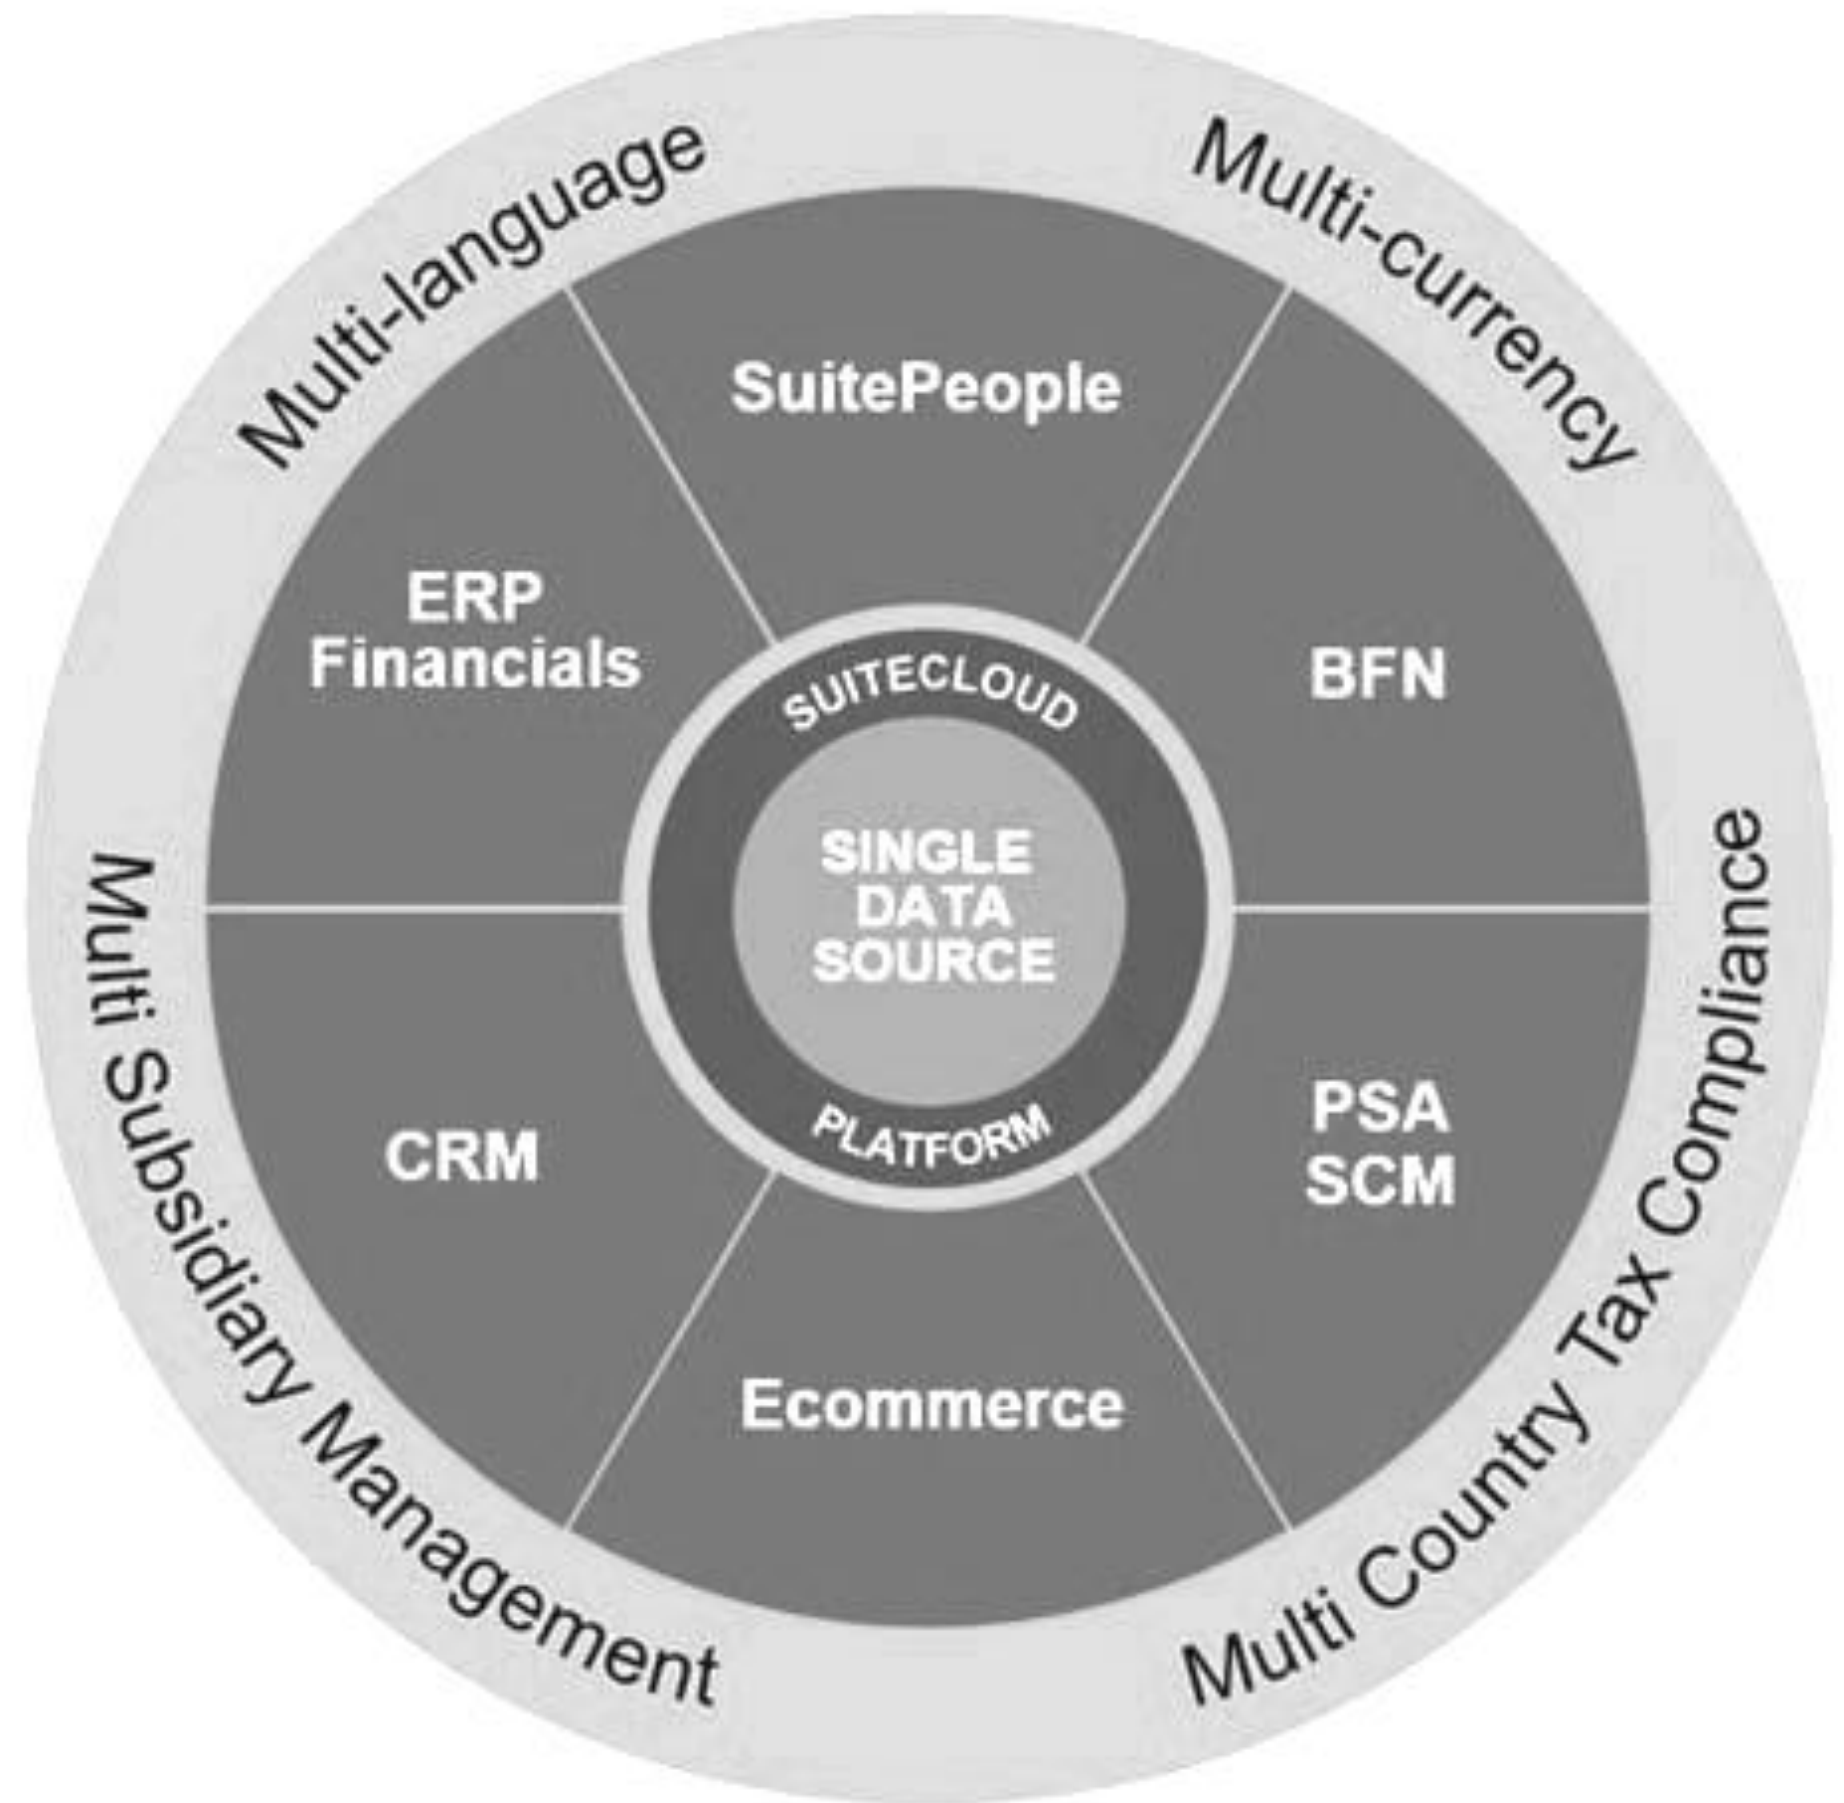 Multi-language
Multi-currency
SuitePeople
ERP
Financials
BFN
SUITECLOUD
SINGLE
DATA
SOURCE
PLATFORM
CRM
PSA
SCM
Ecommerce
Multi Subsidiary Management
Multi Country Tax Compliance